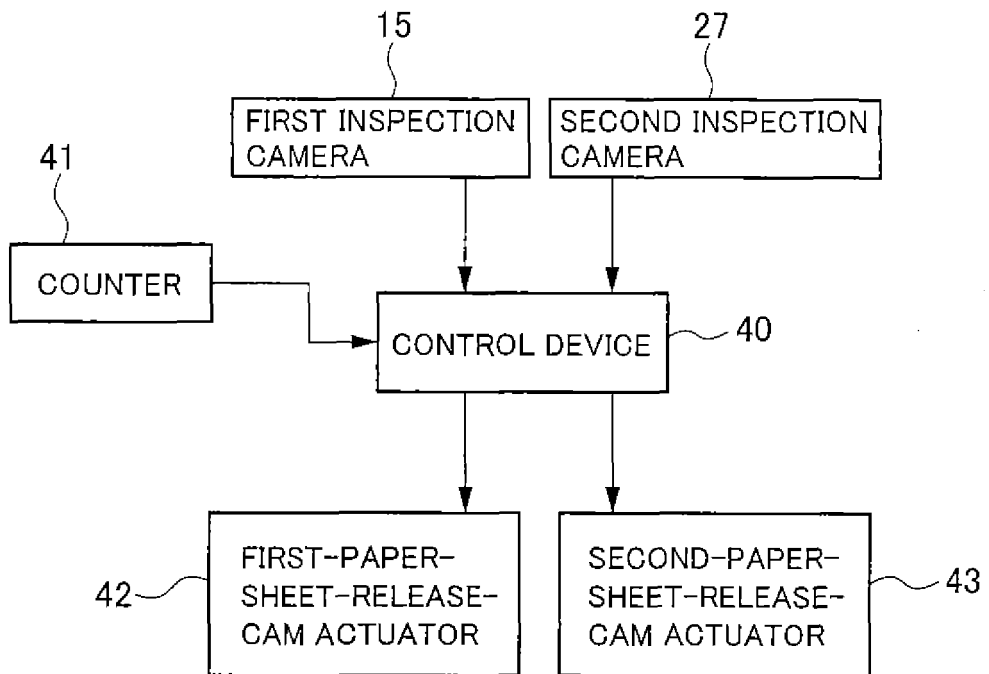 15
27
FIRST INSPECTION
CAMERA
SECOND INSPECTION
CAMERA
41
COUNTER
CONTROL DEVICE
40
FIRST-PAPER-
SHEET-RELEASE-
CAM ACTUATOR
42
SECOND-PAPER-
SHEET-RELEASE-
CAM ACTUATOR
43